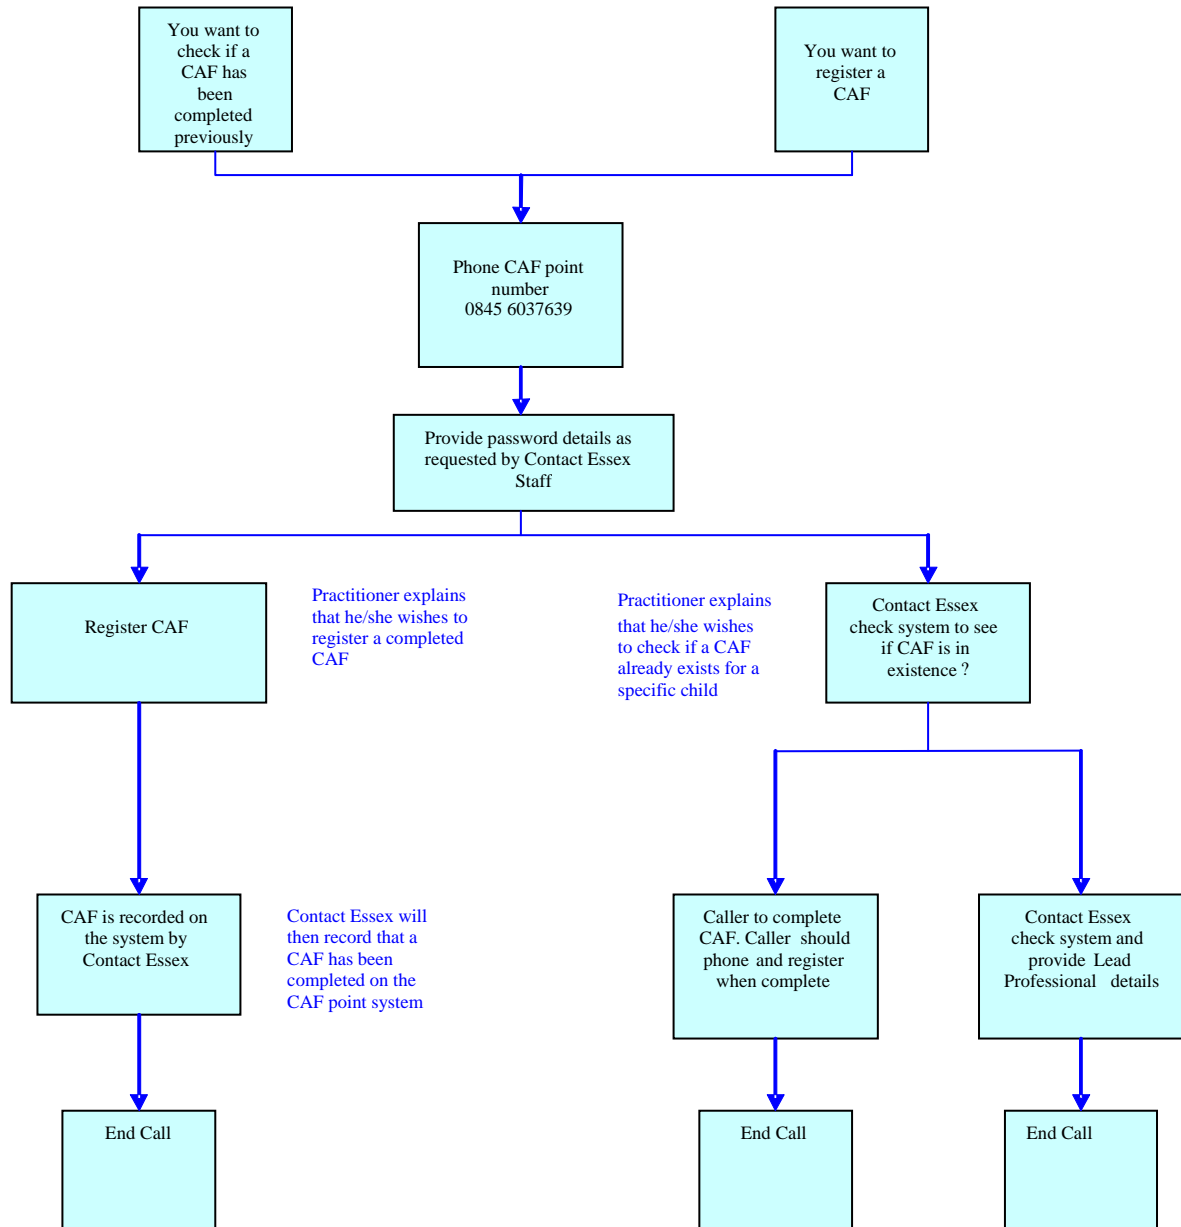 You want to
check if a
CAF has
been
completed
previously
You want to
register a
CAF
Phone CAF point
number
0845 6037639
Provide password details as
requested by Contact Essex
Staff
Register CAF
Practitioner explains
that he/she wishes to
register a completed
CAF
Practitioner explains
that he/she wishes
to check if a CAF
already exists for a
specific child
Contact Essex
check system to see
if CAF is in
existence ?
CAF is recorded on
the system by
Contact Essex
Contact Essex will
then record that a
CAF has been
completed on the
CAF point system
Caller to complete
CAF. Caller should
phone and register
when complete
Contact Essex
check system and
provide Lead
Professional details
End Call
End Call
End Call